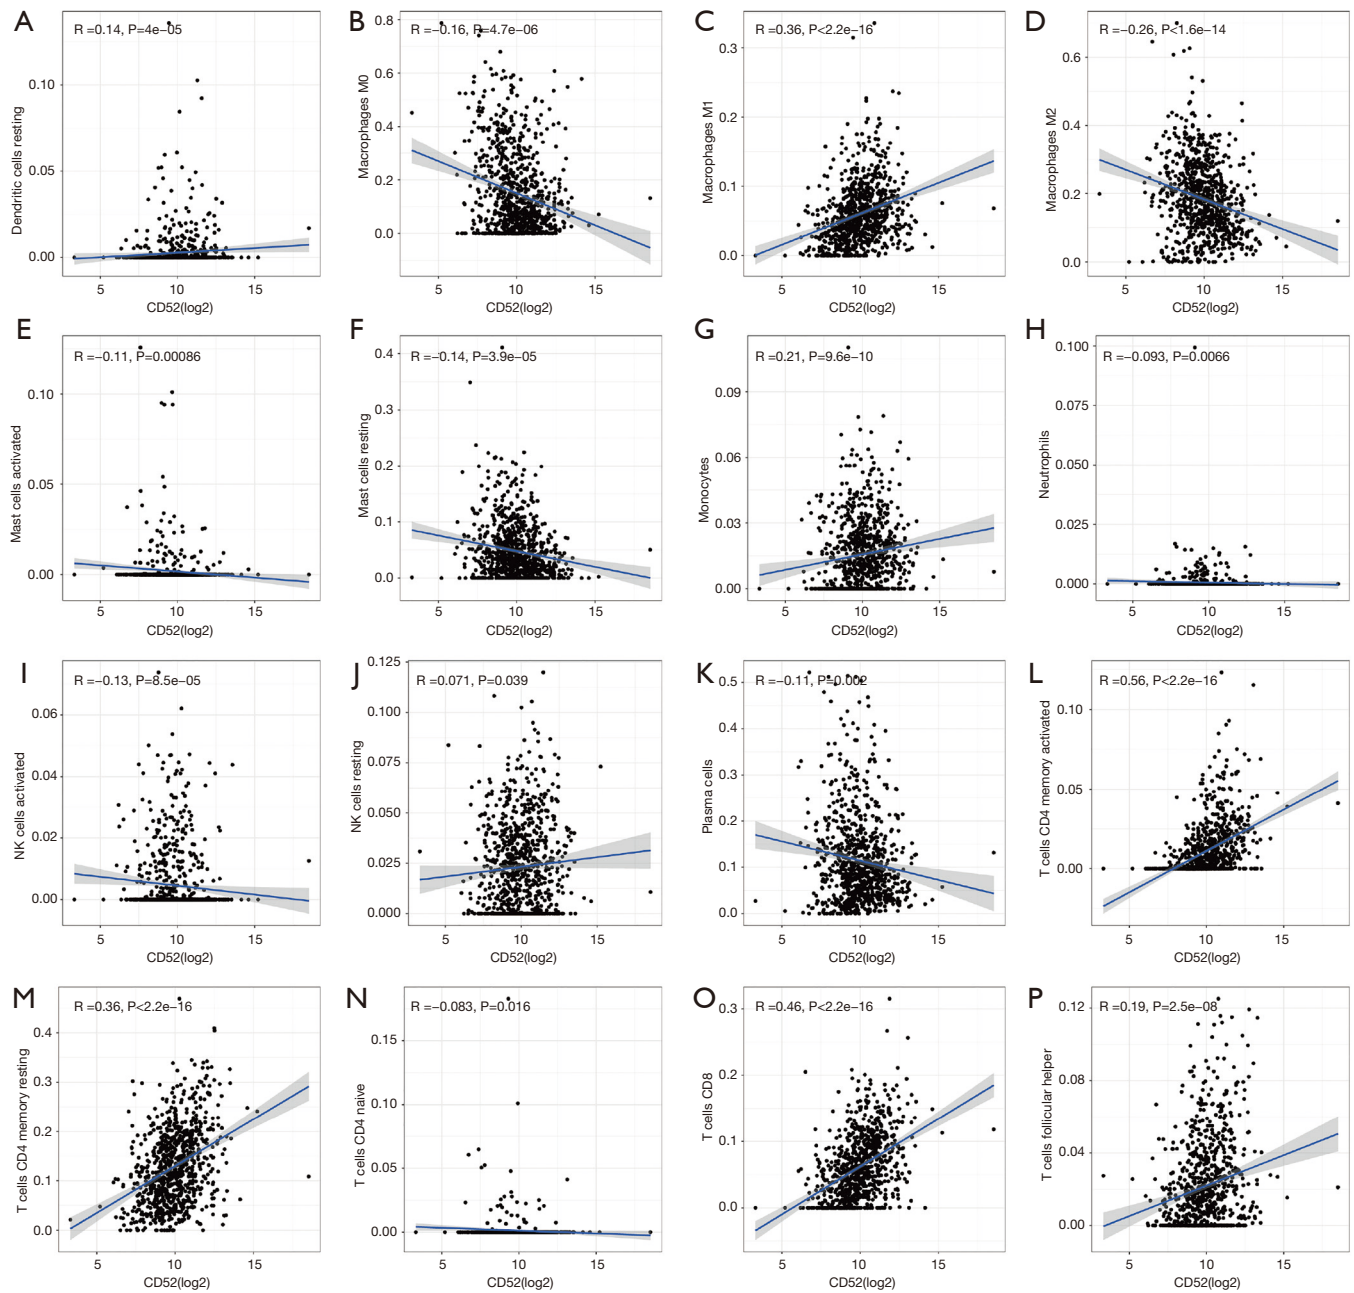 A
R =0.14, P=4e−05
Dendritic cells resting
0.10
0.05
0.00
5 10 15
CD52(log2)
B
R =−0.16, P=4.7e−06
Macrophages M0
0.8
0.6
0.4
0.2
0.0
5 10 15
CD52(log2)
C
R =0.36, P<2.2e−16
Macrophages M1
0.3
0.2
0.1
0.0
5 10 15
CD52(log2)
D
R =−0.26, P<1.6e−14
Macrophages M2
0.6
0.4
0.2
0.0
5 10 15
CD52(log2)
E
R =−0.11, P=0.00086
Mast cells activated
0.10
0.05
0.00
5 10 15
CD52(log2)
F
R =−0.14, P=3.9e−05
Mast cells resting
0.4
0.3
0.2
0.1
0.0
5 10 15
CD52(log2)
G
R =0.21, P=9.6e−10
Monocytes
0.09
0.06
0.03
0.00
5 10 15
CD52(log2)
H
R =−0.093, P=0.0066
Neutrophils
0.100
0.075
0.050
0.025
0.000
5 10 15
CD52(log2)
I
R =−0.13, P=8.5e−05
NK cells activated
0.06
0.04
0.02
0.00
5 10 15
CD52(log2)
J
R =0.071, P=0.039
NK cells resting
0.125
0.100
0.075
0.050
0.025
0.000
5 10 15
CD52(log2)
K
R =−0.11, P=0.002
Plasma cells
0.5
0.4
0.3
0.2
0.1
0.0
5 10 15
CD52(log2)
L
R =0.56, P<2.2e−16
T cells CD4 memory activated
0.10
0.05
0.00
5 10 15
CD52(log2)
M
R =0.36, P<2.2e−16
T cells CD4 memory resting
0.4
0.3
0.2
0.1
0.0
5 10 15
CD52(log2)
N
R =−0.083, P=0.016
T cells CD4 naive
0.15
0.10
0.05
0.00
5 10 15
CD52(log2)
O
R =0.46, P<2.2e−16
T cells CD8
0.3
0.2
0.1
0.0
5 10 15
CD52(log2)
P
R =0.19, P=2.5e−08
T cells follicular helper
0.12
0.08
0.04
0.00
5 10 15
CD52(log2)